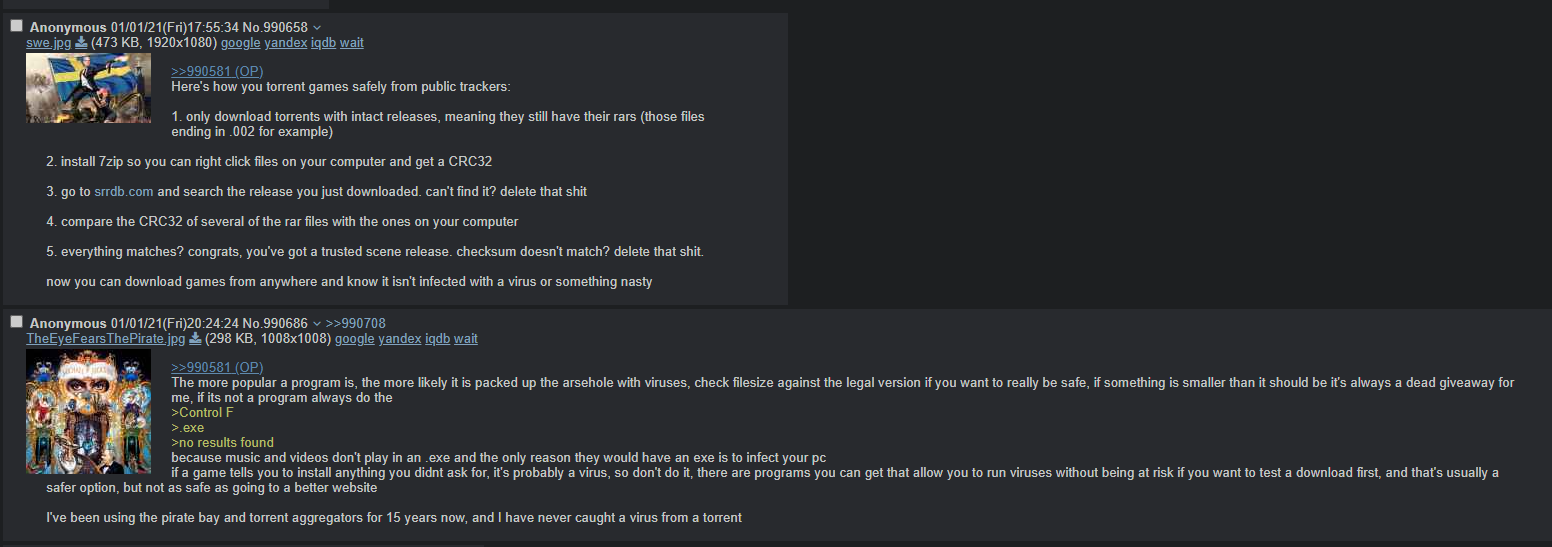 Anonymous 01/01/21(Fri)17:55:34 No.990658
swe.jpg (473 KB, 1920x1080) google yandex iqdb wait
>>990581 (OP)
Here's how you torrent games safely from public trackers:
1. only download torrents with intact releases, meaning they still have their rars (those files
ending in .002 for example)
2. install 7zip so you can right click files on your computer and get a CRC32
3. go to srrdb.com and search the release you just downloaded. can't find it? delete that shit
4. compare the CRC32 of several of the rar files with the ones on your computer
5. everything matches? congrats, you've got a trusted scene release. checksum doesn't match? delete that shit.
now you can download games from anywhere and know it isn't infected with a virus or something nasty
Anonymous 01/01/21(Fri)20:24:24 No.990686 >>990708
TheEyeFearsThePirate.jpg (298 KB, 1008x1008) google yandex iqdb wait
>>990581 (OP)
The more popular a program is, the more likely it is packed up the arsehole with viruses, check filesize against the legal version if you want to really be safe, if something is smaller than it should be it's always a dead giveaway for
me, if its not a program always do the
>Control F
>.exe
>no results found
because music and videos don't play in an .exe and the only reason they would have an exe is to infect your pc
if a game tells you to install anything you didnt ask for, it's probably a virus, so don't do it, there are programs you can get that allow you to run viruses without being at risk if you want to test a download first, and that's usually a
safer option, but not as safe as going to a better website
I've been using the pirate bay and torrent aggregators for 15 years now, and I have never caught a virus from a torrent